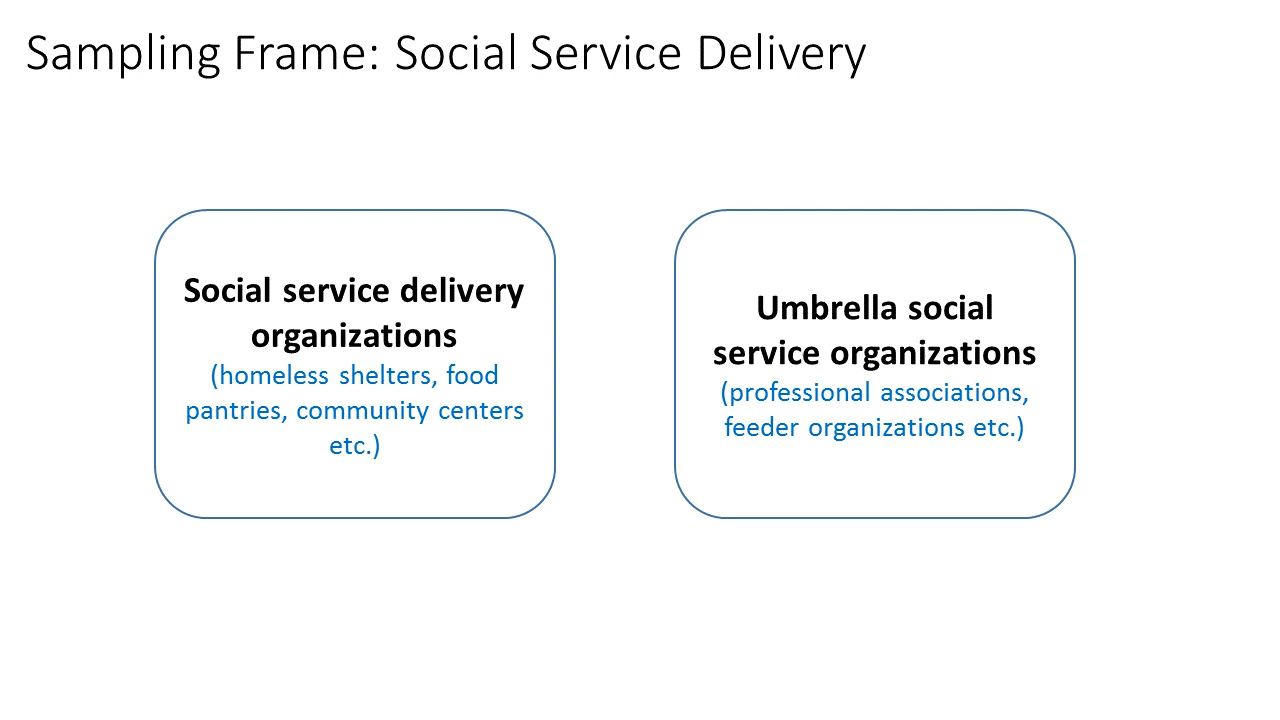 Sampling Frame: Social Service Delivery
Social service delivery
organizations
(homeless shelters, food
pantries, community centers
etc.)
Umbrella social
service organizations
(professional associations,
feeder organizations etc.)